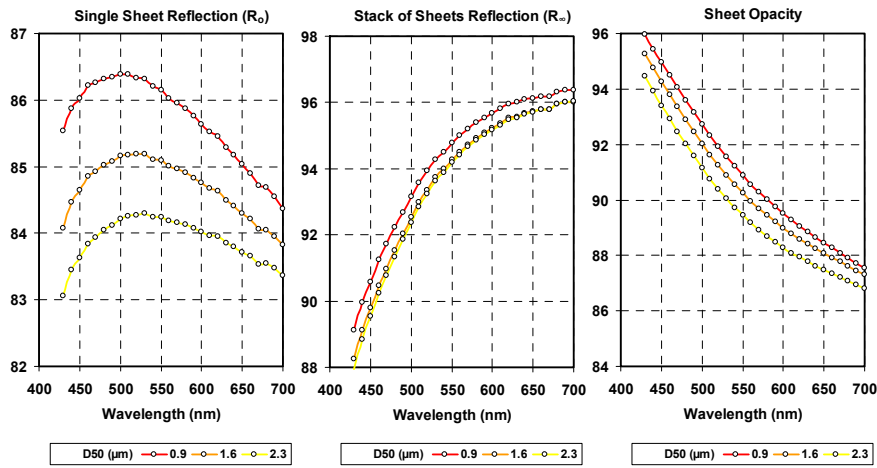 Single Sheet Reflection (R₀)
87
86
85
84
83
82
400 450 500 550 600 650 700
Wavelength (nm)
D50 (µm) 0.9 1.6 2.3
Stack of Sheets Reflection (R∞)
98
96
94
92
90
88
400 450 500 550 600 650 700
Wavelength (nm)
D50 (µm) 0.9 1.6 2.3
Sheet Opacity
96
94
92
90
88
86
84
400 450 500 550 600 650 700
Wavelength (nm)
D50 (µm) 0.9 1.6 2.3